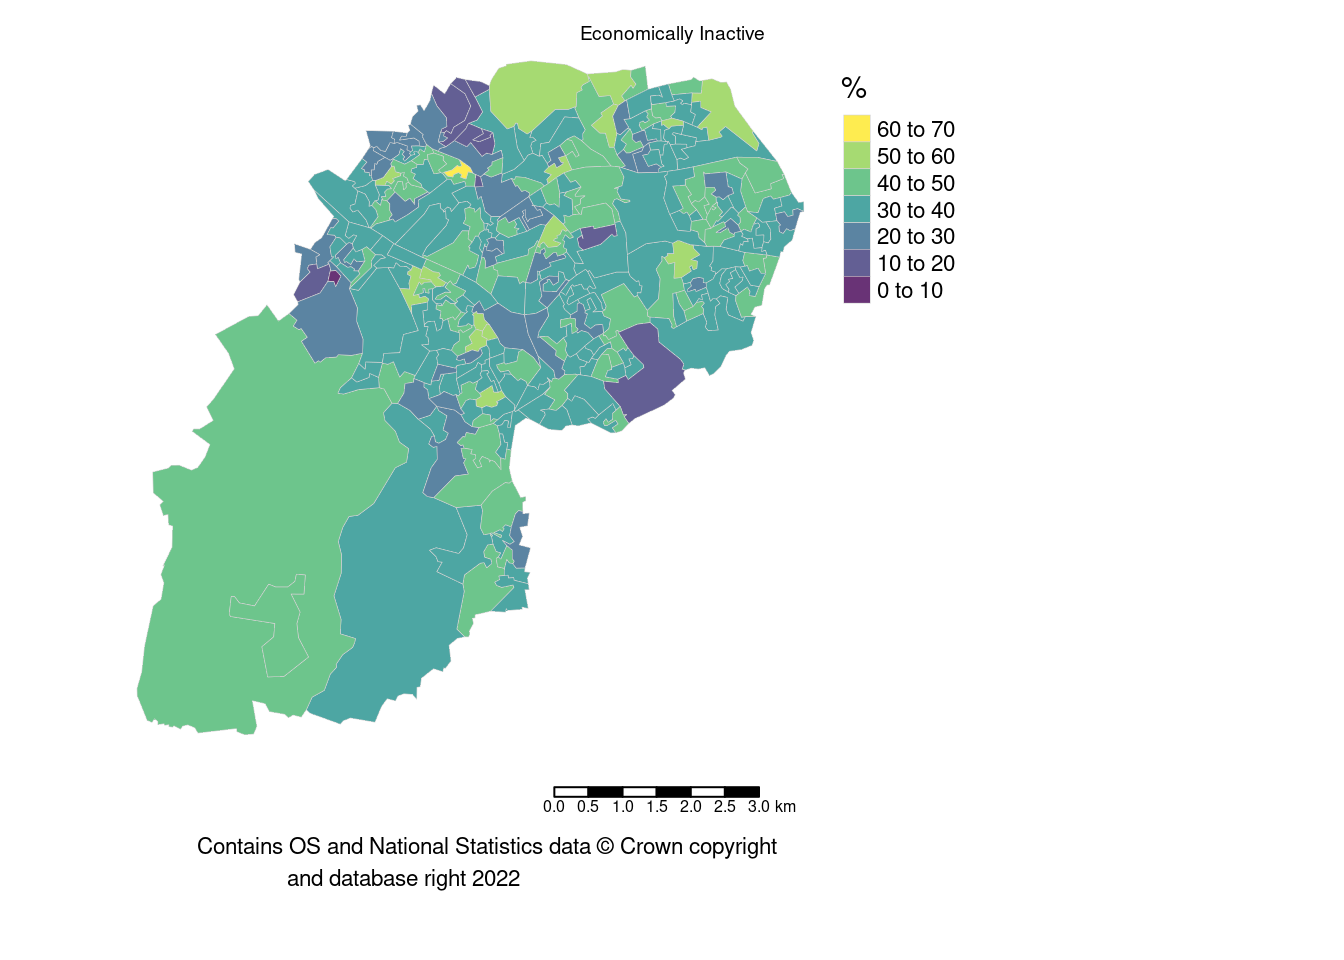 Economically Inactive
%
60 to 70
50 to 60
40 to 50
30 to 40
20 to 30
10 to 20
0 to 10
0.0 0.5 1.0 1.5 2.0 2.5 3.0 km
Contains OS and National Statistics data © Crown copyright
and database right 2022